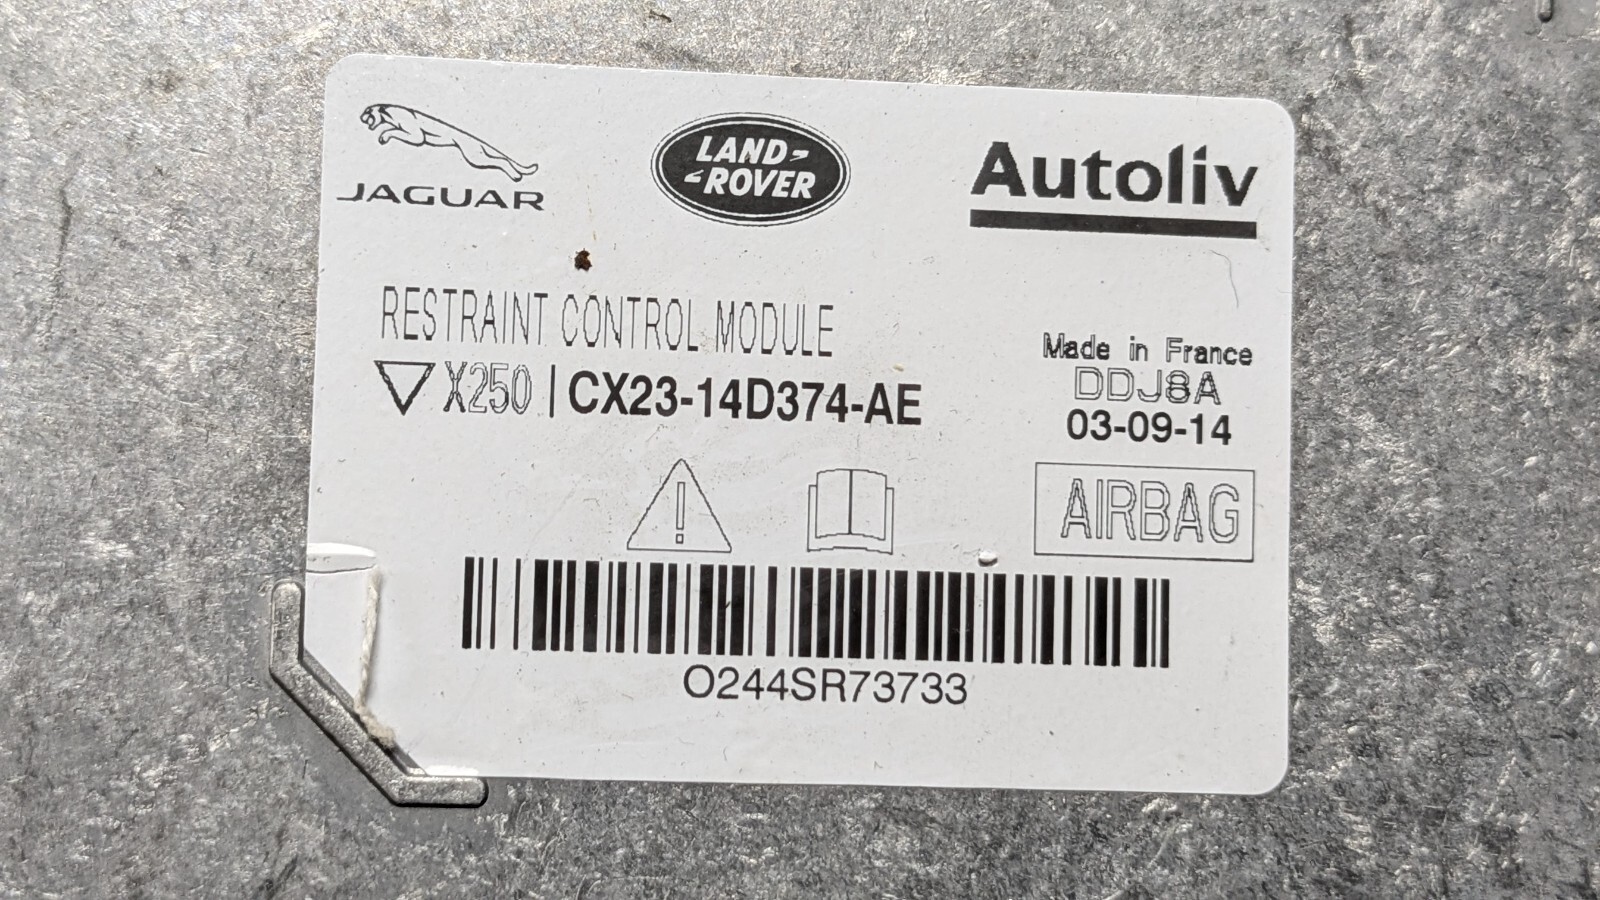 JAGUAR
LAND-
-ROVER
Autoliv
RESTRAINT CONTROL MODULE
X250 | CX23-14D374-AE
Made in France
DDJ8A
03-09-14
AIRBAG
O244SR73733